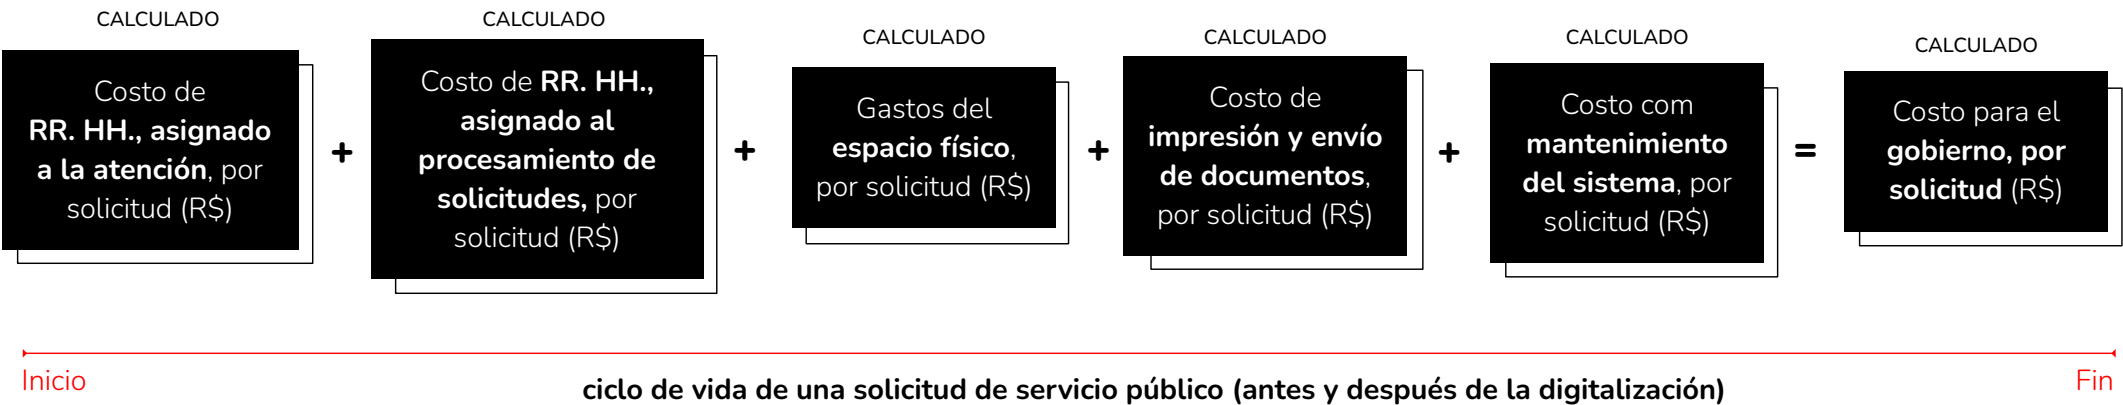 CALCULADO
Costo de
RR. HH., asignado
a la atención, por
solicitud (R$)
+
CALCULADO
Costo de RR. HH.,
asignado al
procesamiento de
solicitudes, por
solicitud (R$)
+
CALCULADO
Gastos del
espacio físico,
por solicitud (R$)
+
CALCULADO
Costo de
impresión y envío
de documentos,
por solicitud (R$)
+
CALCULADO
Costo com
mantenimiento
del sistema, por
solicitud (R$)
=
CALCULADO
Costo para el
gobierno, por
solicitud (R$)
Inicio
ciclo de vida de una solicitud de servicio público (antes y después de la digitalización)
Fin